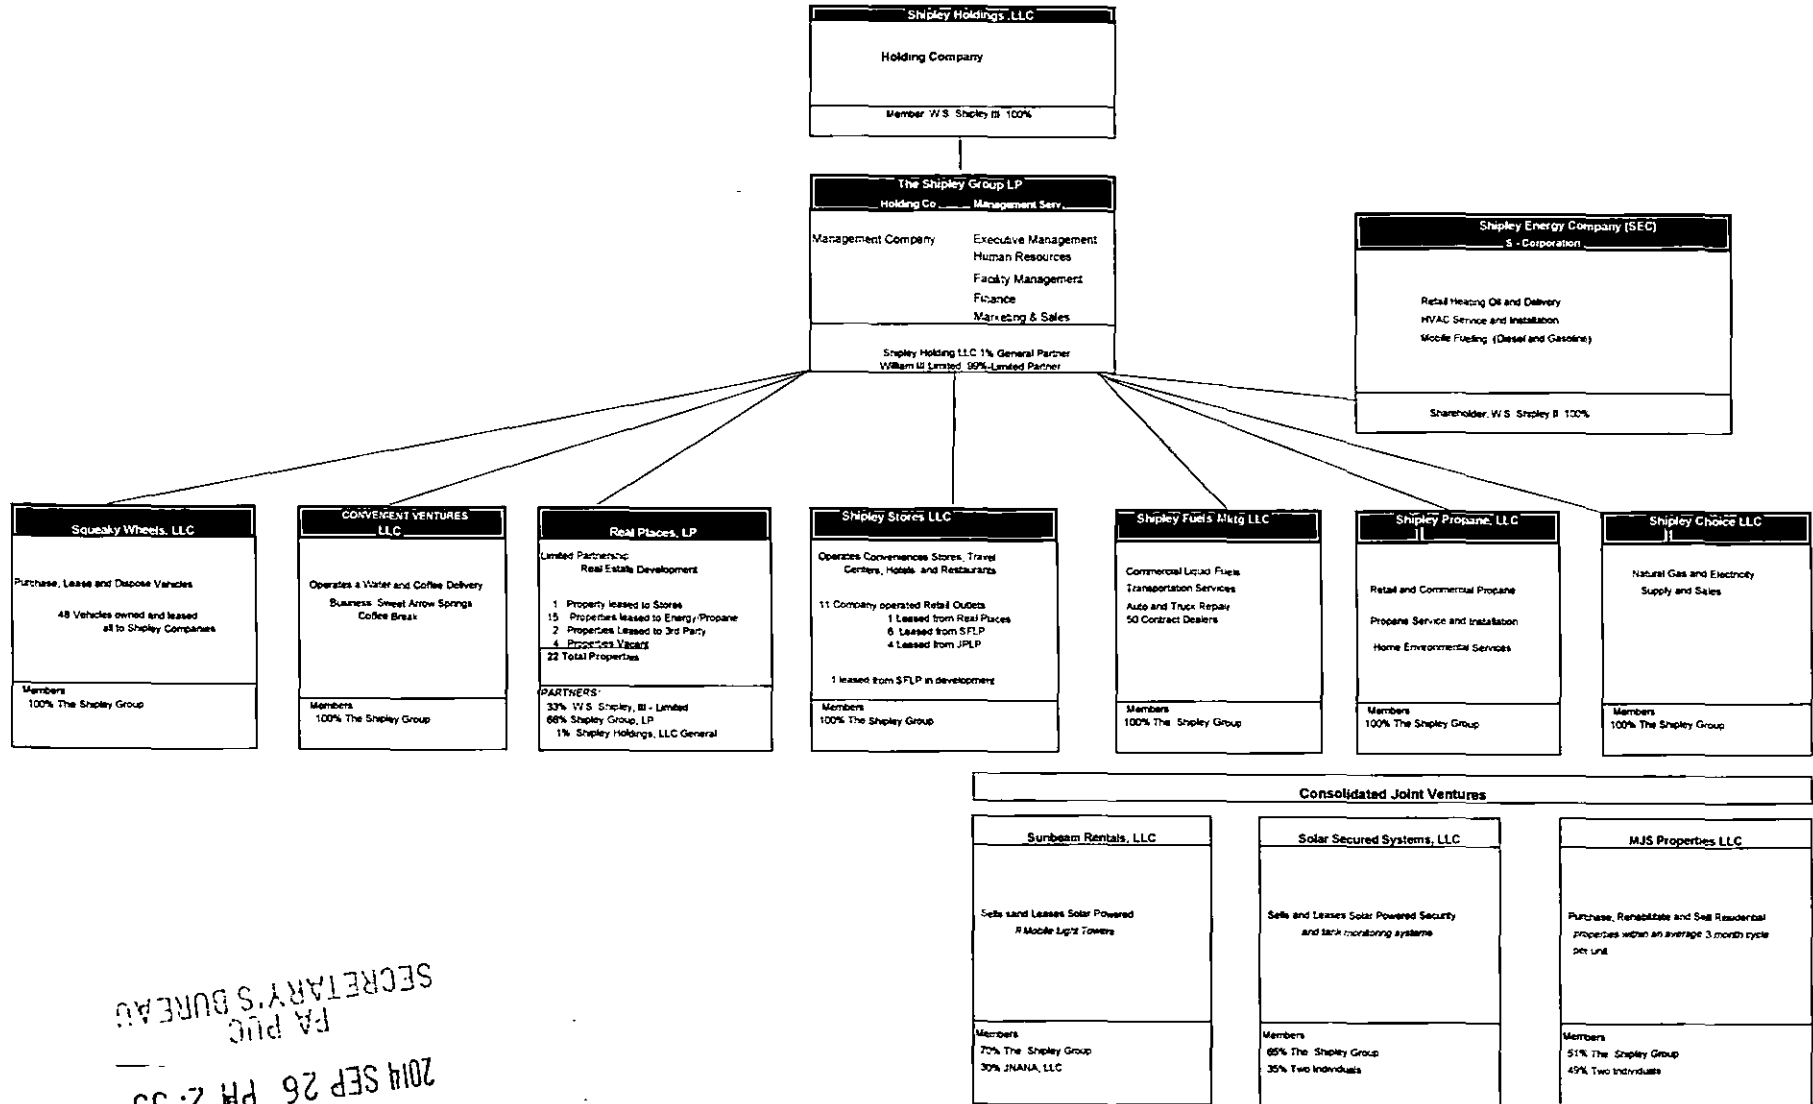 Shipley Holdings .LLC
Holding Company
Member W S Shipley III 100%
The Shipley Group LP
Holding Co Management Serv.
Management Company Executive Management
Human Resources
Facility Management
Finance
Marketing & Sales
Shipley Holding LLC 1% General Partner
William III Limited 99%-Limited Partner
Shipley Energy Company (SEC)
S - Corporation
Retail Heating Oil and Delivery
HVAC Service and Installation
Mobile Fueling (Diesel and Gasoline)
Shareholder. W S Shipley 100%
Squeaky Wheels, LLC
Purchase, Lease and Dispose Vehicles
48 Vehicles owned and leased
all to Shipley Companies
Members
100% The Shipley Group
CONVENIENT VENTURES
LLC
Operates a Water and Coffee Delivery
Business Sweet Arrow Springs
Coffee Break
Members
100% The Shipley Group
Real Places, LP
Limited Partnership
Real Estate Development
1 Property leased to Stores
15 Properties leased to Energy/Propane
2 Properties Leased to 3rd Party
4 Properties Vacant
22 Total Properties
PARTNERS:
33% W S Shipley, III - Limited
66% Shipley Group, LP
1% Shipley Holdings, LLC General
Shipley Stores LLC
Operates Conveniences Stores, Travel
Centers, Hotels and Restaurants
11 Company operated Retail Outlets
1 Leased from Real Places
6 Leased from SFLP
4 Leased from JPLP
1 leased from SFLP in development
Members
100% The Shipley Group
Shipley Fuels Mktg LLC
Commercial Liquid Fuels
Transportation Services
Auto and Truck Repair
50 Contract Dealers
Members
100% The Shipley Group
Shipley Propane, LLC
Retail and Commercial Propane
Propane Service and Installation
Home Environmental Services
Members
100% The Shipley Group
Shipley Choice LLC
Natural Gas and Electricity
Supply and Sales
Members
100% The Shipley Group
Consolidated Joint Ventures
Sunbeam Rentals, LLC
Sells sand Leases Solar Powered
Mobile Light Towers
Members
70% The Shipley Group
30% JNANA, LLC
Solar Secured Systems, LLC
Sells and Leases Solar Powered Security
and tank monitoring systems
Members
65% The Shipley Group
35% Two Individuals
MJS Properties LLC
Purchase, Rehabilitate and Sell Residential
properties within an average 3 month cycle
per unit
Members
51% The Shipley Group
49% Two Individuals
2014 SEP 26 PM 2:
PA PUC
SECRETARY'S BUREAU